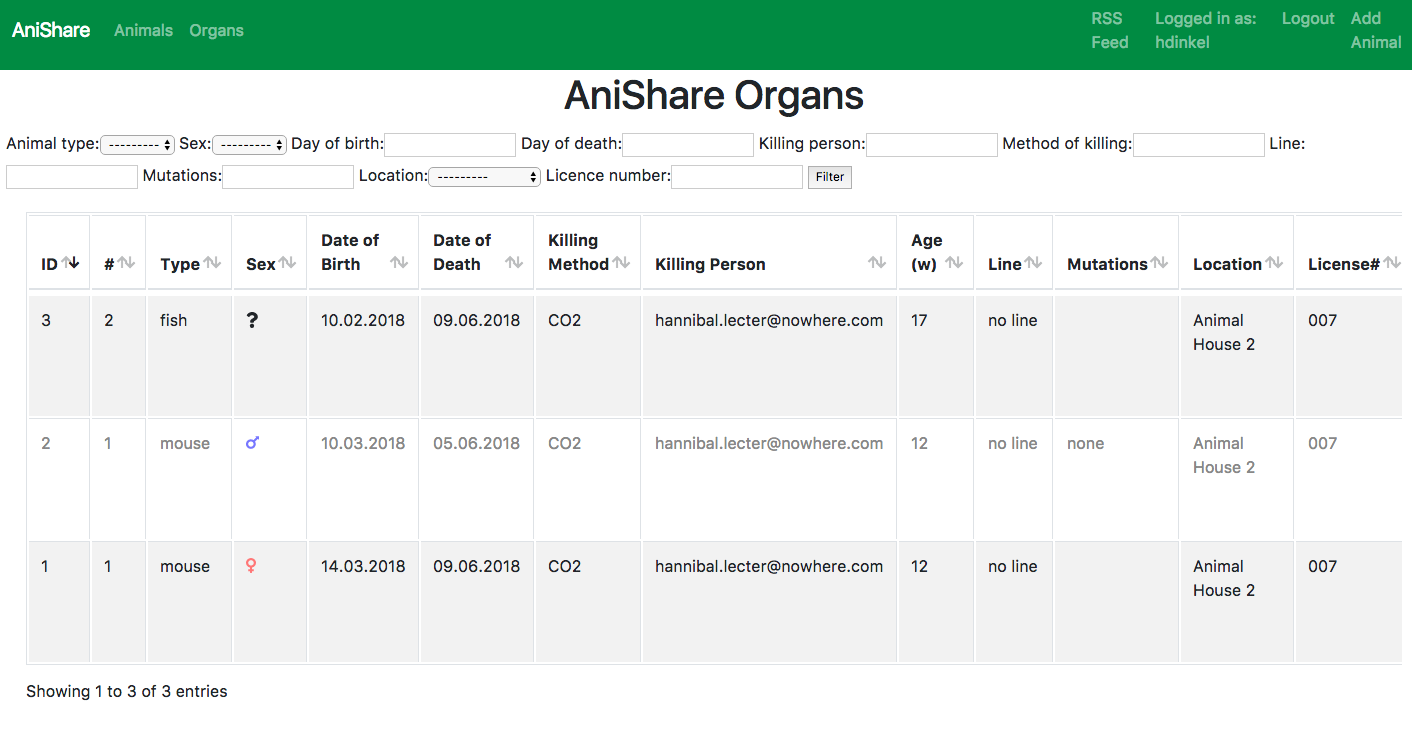 AniShare Animals Organs RSS Feed Logged in as: hdinkel Logout Add Animal
AniShare Organs
Animal type: --------- Sex: --------- Day of birth: Day of death: Killing person: Method of killing: Line:
Mutations: Location: --------- Licence number: Filter
ID # Type Sex Date of Birth Date of Death Killing Method Killing Person Age (w) Line Mutations Location License#
3 2 fish ? 10.02.2018 09.06.2018 CO2 hannibal.lecter@nowhere.com 17 no line Animal House 2 007
2 1 mouse ♂ 10.03.2018 05.06.2018 CO2 hannibal.lecter@nowhere.com 12 no line none Animal House 2 007
1 1 mouse ♀ 14.03.2018 09.06.2018 CO2 hannibal.lecter@nowhere.com 12 no line Animal House 2 007
Showing 1 to 3 of 3 entries